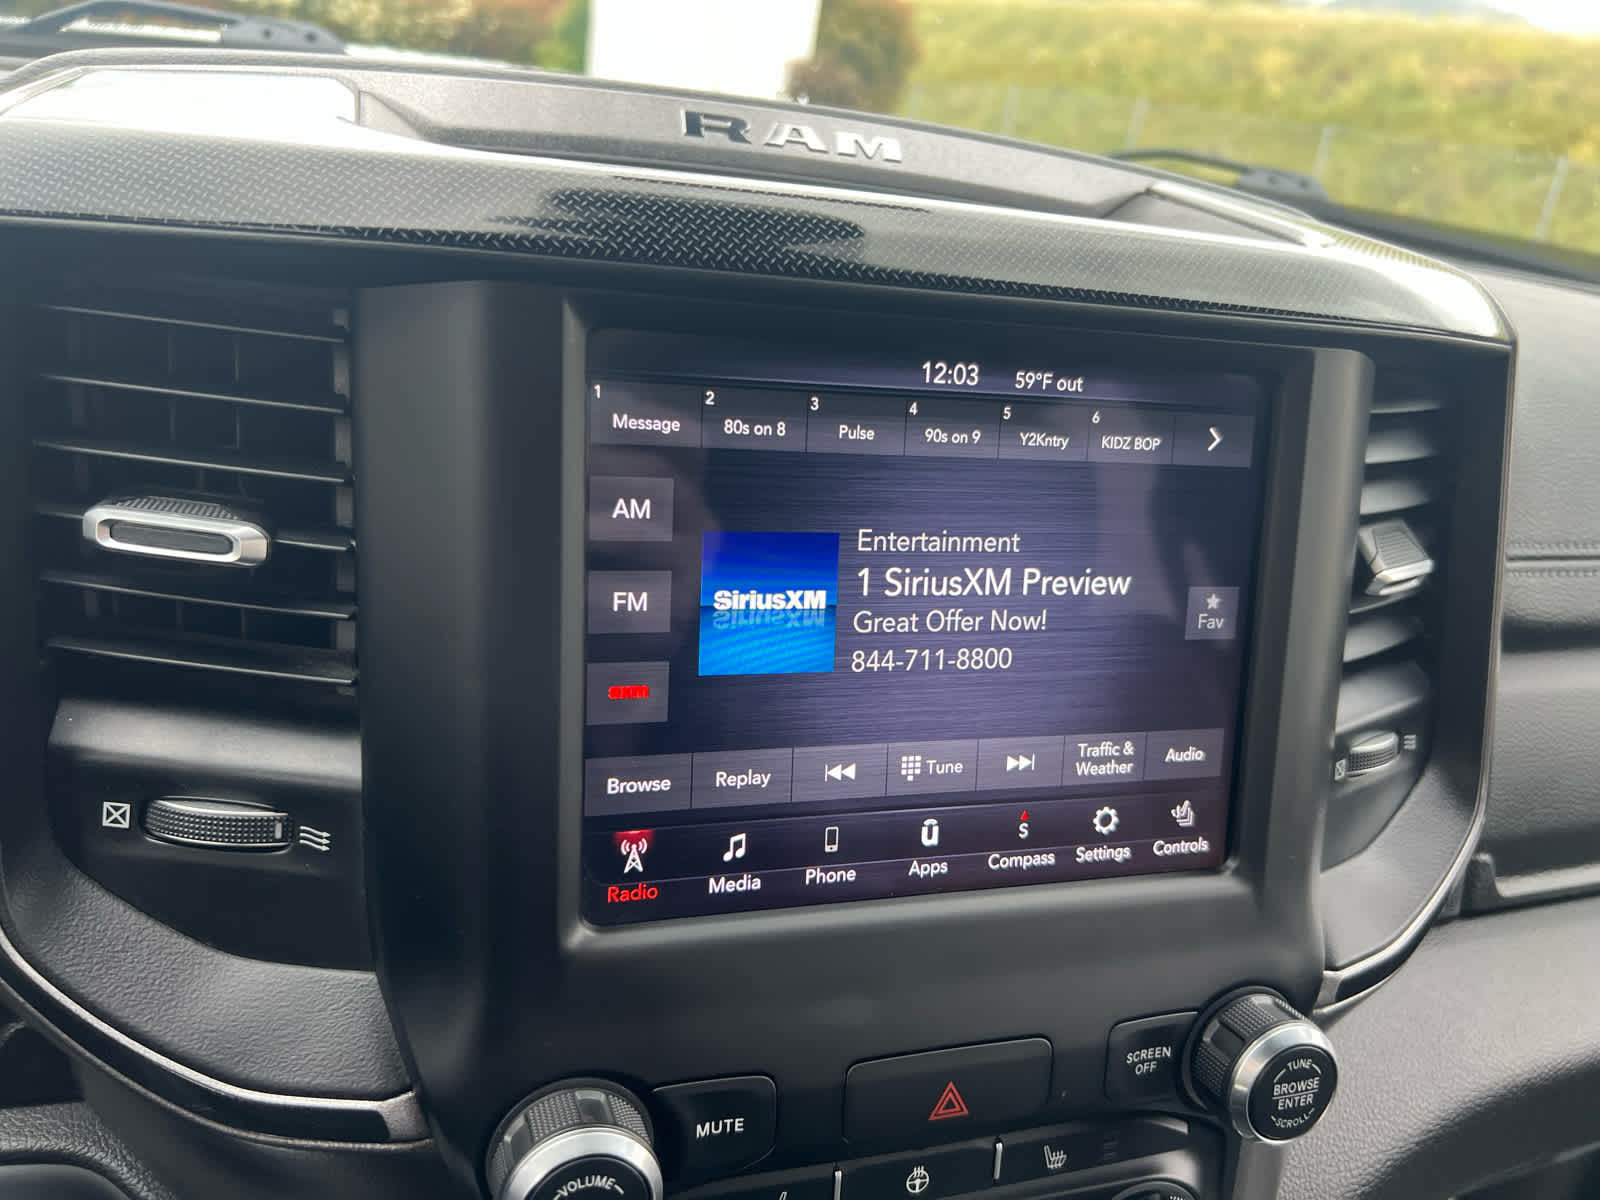 RAM
12:03 59°F out
1 Message 2 80s on 8 3 Pulse 4 90s on 9 5 Y2Kntry 6 KIDZ BOP
AM
FM
sxm
SiriusXM
Entertainment
1 SiriusXM Preview
Great Offer Now!
844-711-8800
Fav
Browse Replay Tune Traffic & Weather Audio
Radio Media Phone Apps S Compass Settings Controls
VOLUME
MUTE
SCREEN
OFF
TUNE
BROWSE
ENTER
SCROLL